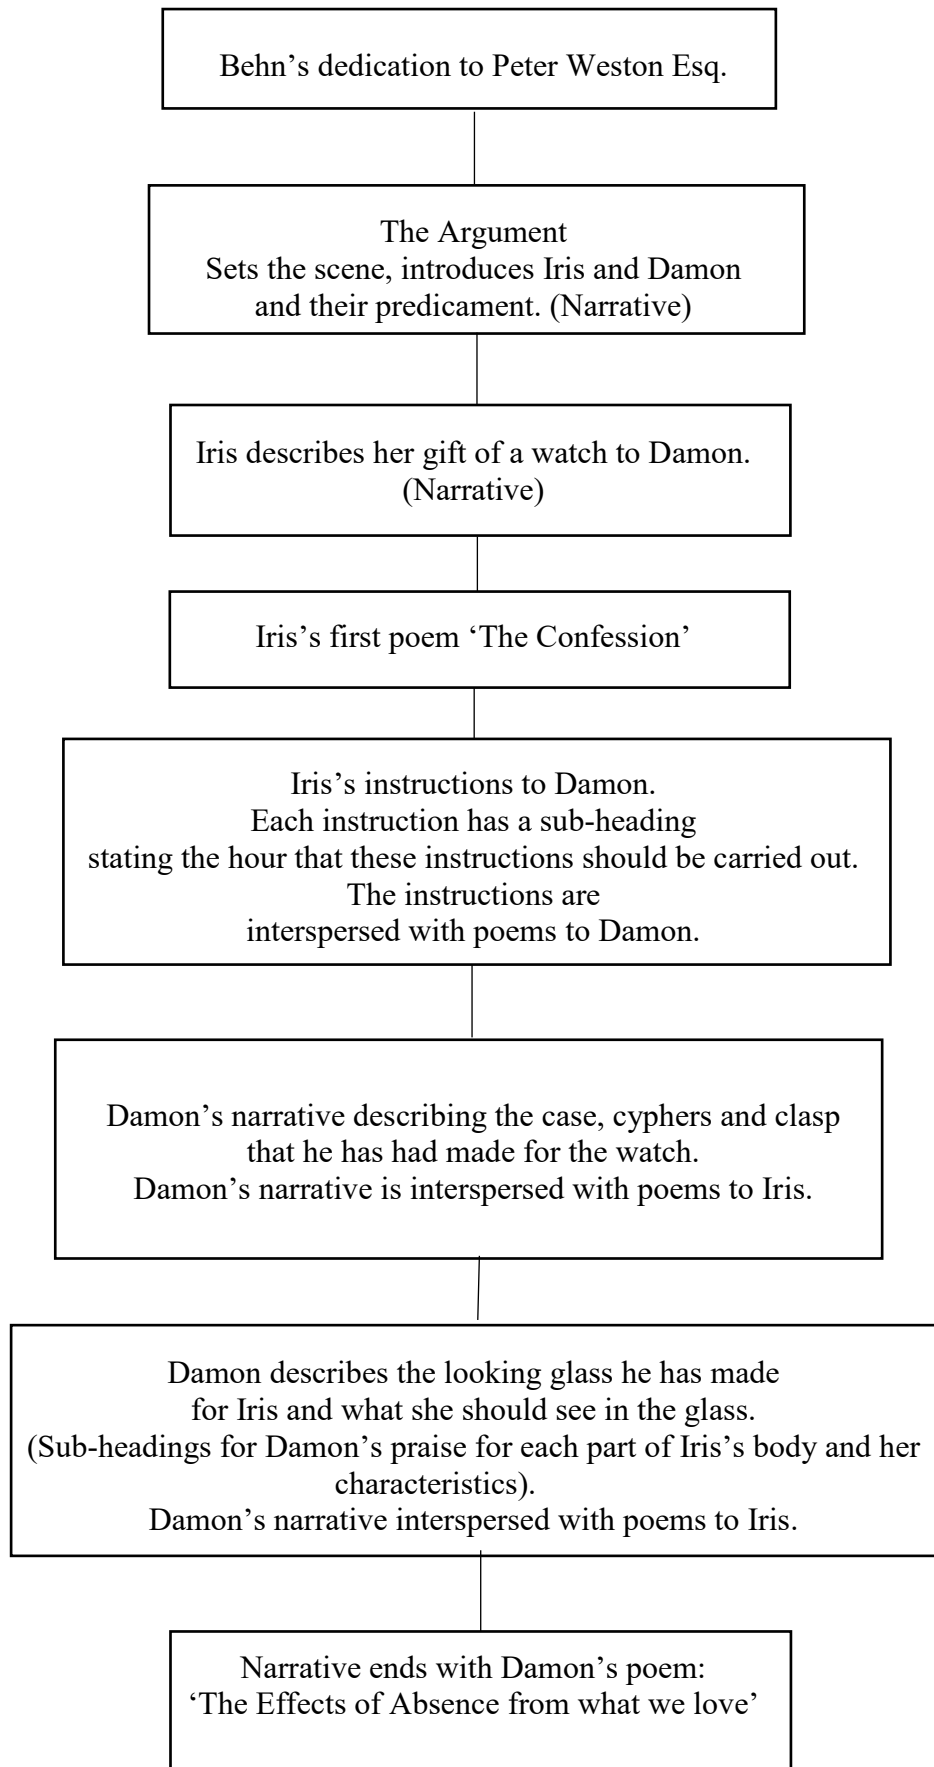 Behn’s dedication to Peter Weston Esq.
The Argument
Sets the scene, introduces Iris and Damon
and their predicament. (Narrative)
Iris describes her gift of a watch to Damon.
(Narrative)
Iris’s first poem ‘The Confession’
Iris’s instructions to Damon.
Each instruction has a sub-heading
stating the hour that these instructions should be carried out.
The instructions are
interspersed with poems to Damon.
Damon’s narrative describing the case, cyphers and clasp
that he has had made for the watch.
Damon’s narrative is interspersed with poems to Iris.
Damon describes the looking glass he has made
for Iris and what she should see in the glass.
(Sub-headings for Damon’s praise for each part of Iris’s body and her
characteristics).
Damon’s narrative interspersed with poems to Iris.
Narrative ends with Damon’s poem:
‘The Effects of Absence from what we love’